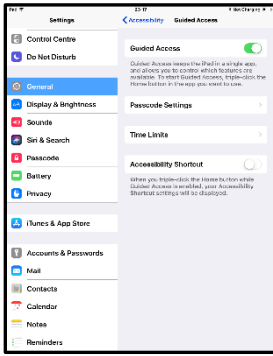 iPad
23:17
Not Charging
Settings
Accessibility
Guided Access
Control Centre
Do Not Disturb
General
Display & Brightness
Sounds
Siri & Search
Passcode
Battery
Privacy
iTunes & App Store
Accounts & Passwords
Mail
Contacts
Calendar
Notes
Reminders
Guided Access
Guided Access keeps the iPad in a single app,
and allows you to control which features are
available. To start Guided Access, triple-click the
Home button in the app you want to use.
Passcode Settings
Time Limits
Accessibility Shortcut
When you triple-click the Home button while
Guided Access is enabled, your Accessibility
Shortcut settings will be displayed.